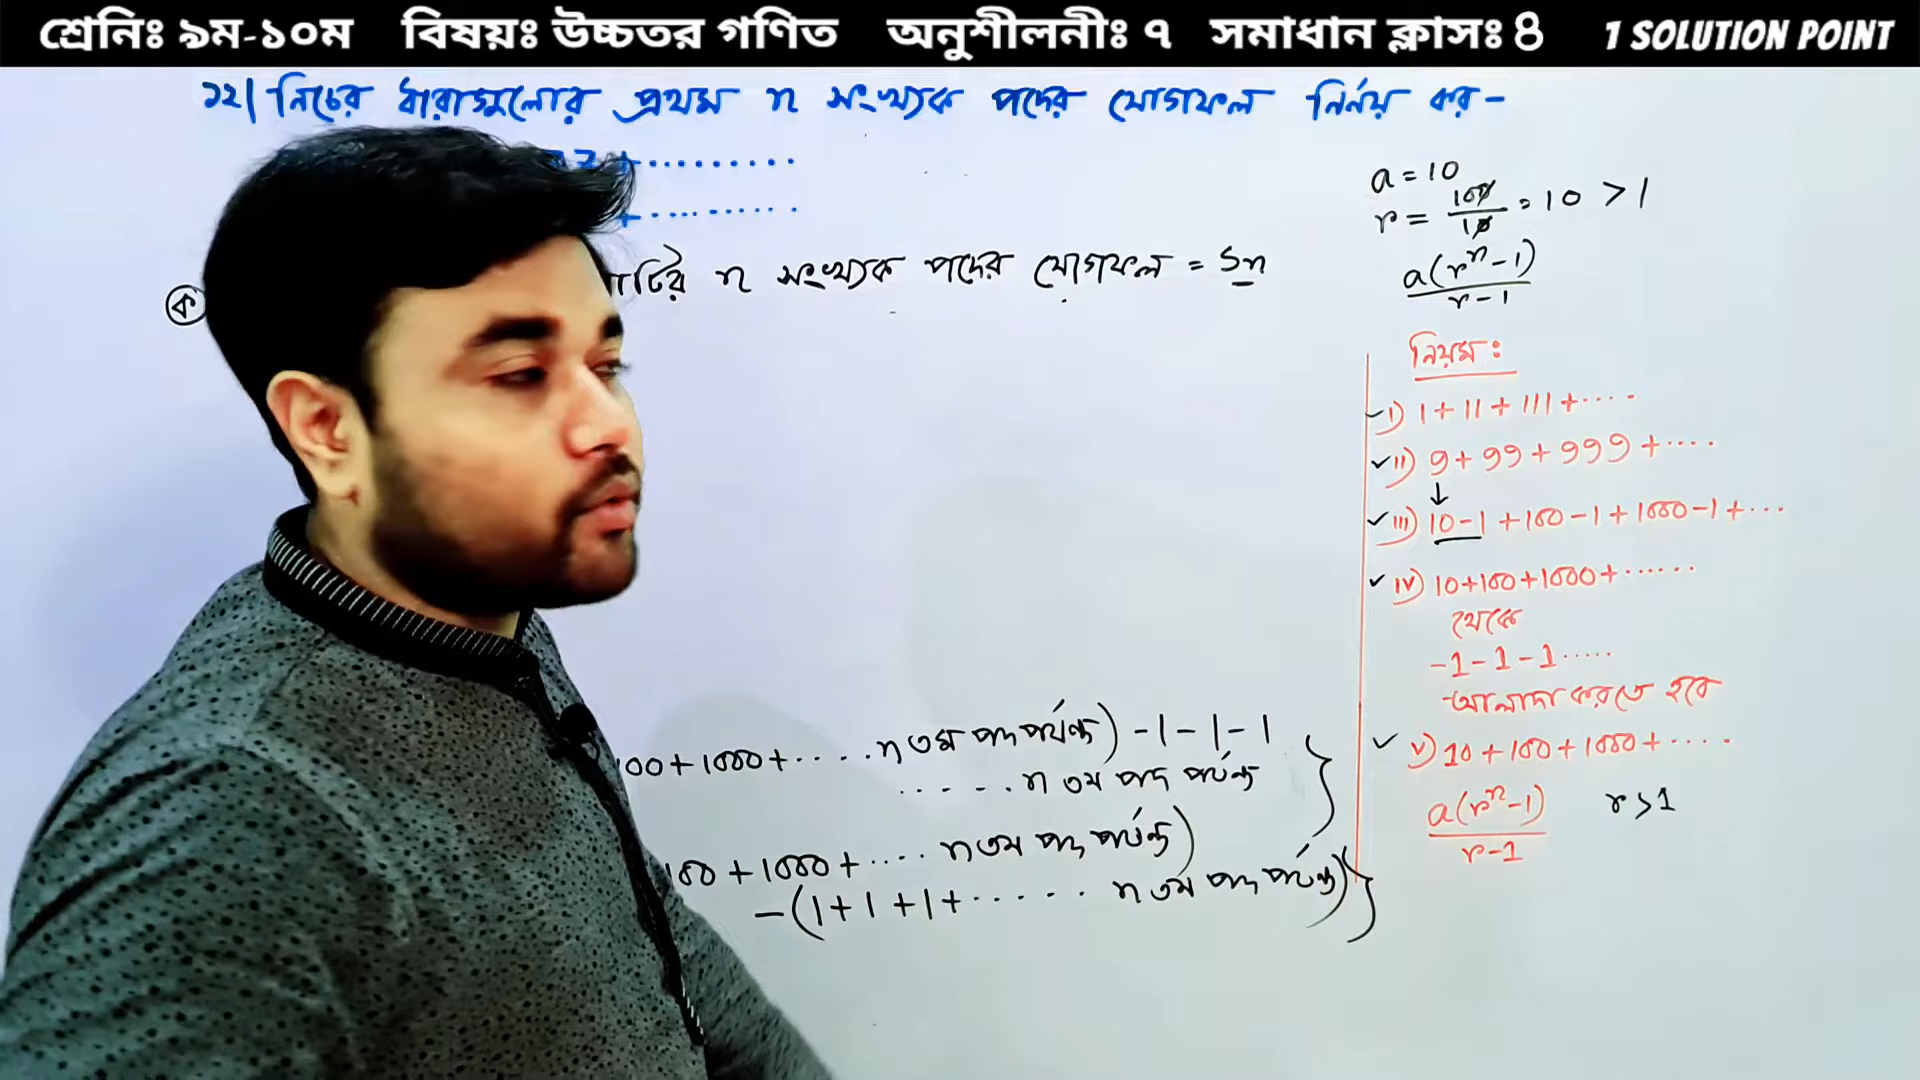 শ্রেনিঃ ৯ম-১০ম বিষয়ঃ উচ্চতর গণিত অনুশীলনীঃ ৭ সমাধান ক্লাসঃ 8 1 SOLUTION POINT
১২| নিচের ধারাগুলোর প্রথম n সংখ্যক পদের যোগফল নির্নয় কর-
+.........
+.........
ক
n সংখ্যক পদের যোগফল = Sn
100+1000+.... n তম পদ পর্যন্ত) -1-1-1
......n তম পদ পর্যন্ত }
100+1000+.... n তম পদ পর্যন্ত)
-(1+1+1+...... n তম পদ পর্যন্ত) }
a = 10
r = 100/10 = 10 > 1
a(r^n-1)/r-1
নিয়মঃ
i) 1+11+111+....
ii) 9+99+999+....
↓
iii) 10-1+100-1+1000-1+...
iv) 10+100+1000+......
থেকে
-1-1-1.....
আলাদা করতে হবে
v) 10+100+1000+....
a(r^n-1)/r-1 r>1